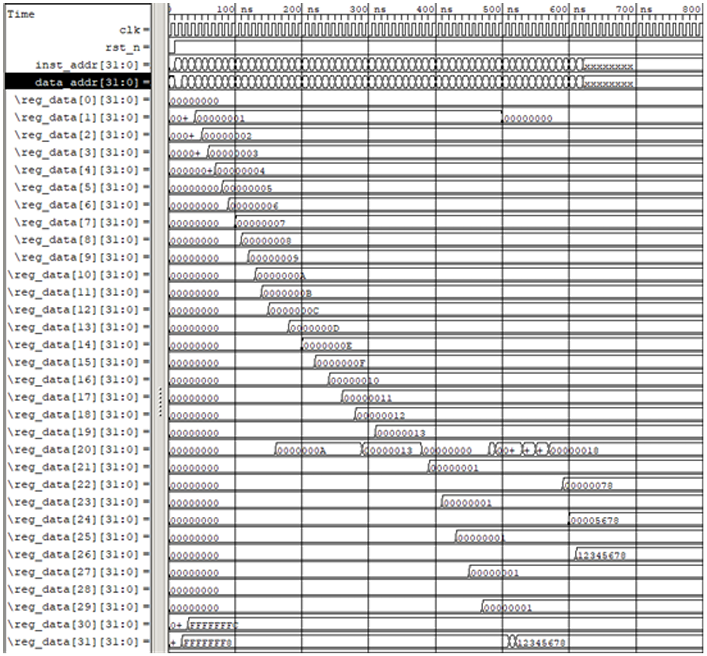 Time
0 100 ns 200 ns 300 ns 400 ns 500 ns 600 ns 700 ns 800
clk=
rst_n=
inst_addr[31:0]= xxxxxxxx
data_addr[31:0]= xxxxxxxx
\reg_data[0][31:0]= 00000000
\reg_data[1][31:0]= 00+ 00000001 00000000
\reg_data[2][31:0]= 000+ 00000002
\reg_data[3][31:0]= 0000+ 00000003
\reg_data[4][31:0]= 000000+ 00000004
\reg_data[5][31:0]= 00000000 00000005
\reg_data[6][31:0]= 00000000 00000006
\reg_data[7][31:0]= 00000000 00000007
\reg_data[8][31:0]= 00000000 00000008
\reg_data[9][31:0]= 00000000 00000009
\reg_data[10][31:0]= 00000000 0000000A
\reg_data[11][31:0]= 00000000 0000000B
\reg_data[12][31:0]= 00000000 0000000C
\reg_data[13][31:0]= 00000000 0000000D
\reg_data[14][31:0]= 00000000 0000000E
\reg_data[15][31:0]= 00000000 0000000F
\reg_data[16][31:0]= 00000000 00000010
\reg_data[17][31:0]= 00000000 00000011
\reg_data[18][31:0]= 00000000 00000012
\reg_data[19][31:0]= 00000000 00000013
\reg_data[20][31:0]= 00000000 0000000A 00000013 00000000 00+ + + 00000018
\reg_data[21][31:0]= 00000000 00000001
\reg_data[22][31:0]= 00000000 00000078
\reg_data[23][31:0]= 00000000 00000001
\reg_data[24][31:0]= 00000000 00005678
\reg_data[25][31:0]= 00000000 00000001
\reg_data[26][31:0]= 00000000 12345678
\reg_data[27][31:0]= 00000000 00000001
\reg_data[28][31:0]= 00000000
\reg_data[29][31:0]= 00000000 00000001
\reg_data[30][31:0]= 0+ FFFFFFFC
\reg_data[31][31:0]= + FFFFFFF8 12345678